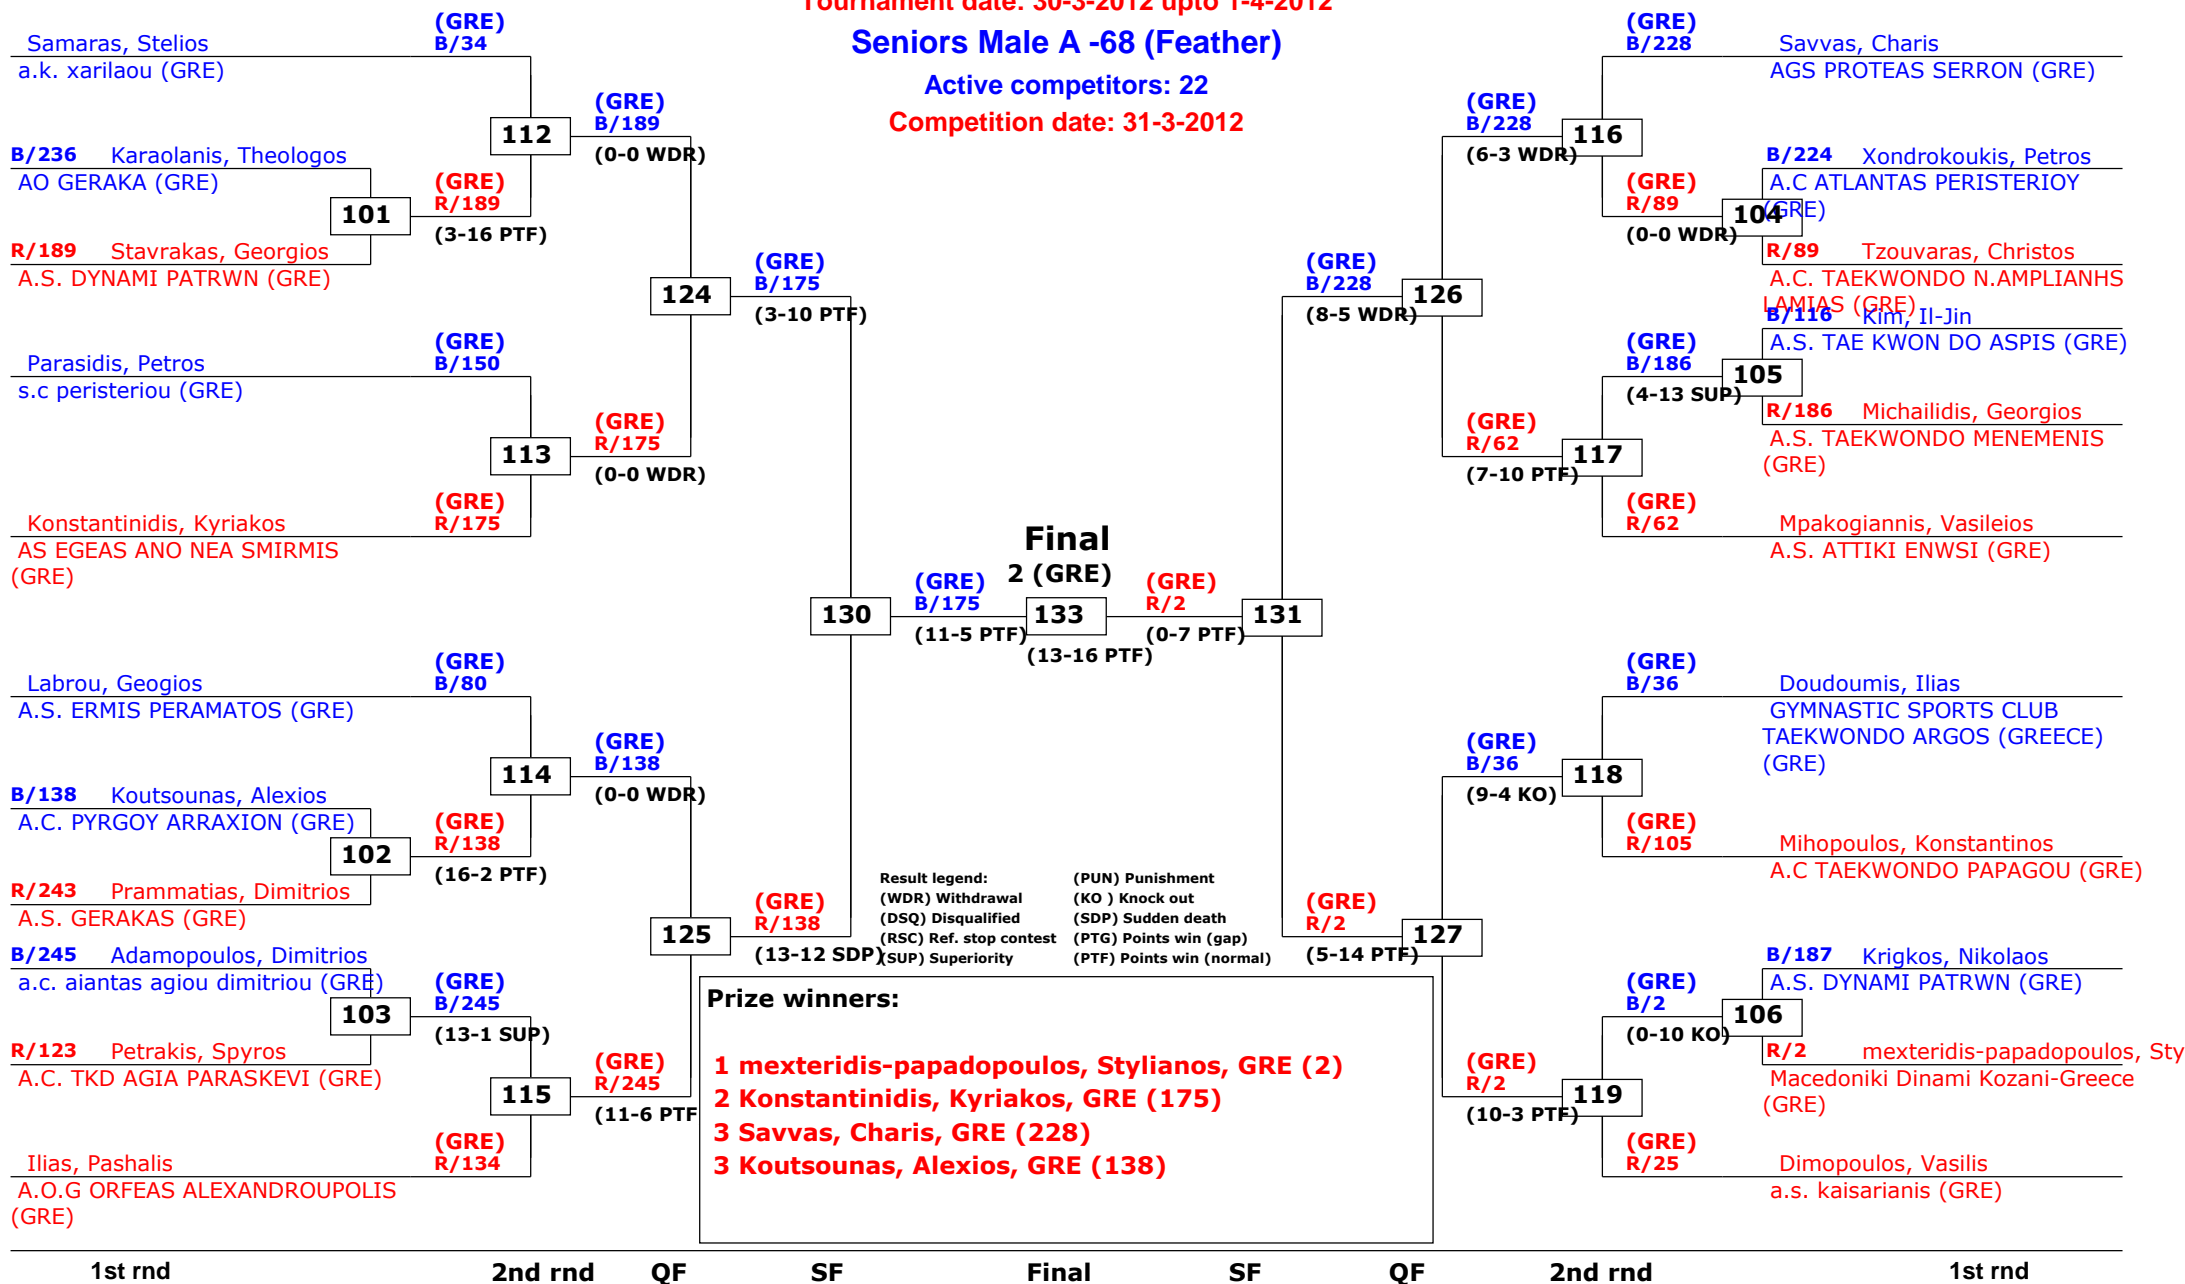 Tournament date: 30-3-2012 upto 1-4-2012
Seniors Male A -68 (Feather)
Active competitors: 22
Competition date: 31-3-2012
Samaras, Stelios
a.k. xarilaou (GRE)
(GRE)
B/34
B/236 Karaolanis, Theologos
AO GERAKA (GRE)
101
R/189 Stavrakas, Georgios
A.S. DYNAMI PATRWN (GRE)
(GRE)
R/189
(3-16 PTF)
112
(GRE)
B/189
(0-0 WDR)
Parasidis, Petros
s.c peristeriou (GRE)
(GRE)
B/150
113
Konstantinidis, Kyriakos
AS EGEAS ANO NEA SMIRMIS
(GRE)
(GRE)
R/175
(GRE)
R/175
(0-0 WDR)
124
(GRE)
B/175
(3-10 PTF)
Labrou, Geogios
A.S. ERMIS PERAMATOS (GRE)
(GRE)
B/80
B/138 Koutsounas, Alexios
A.C. PYRGOY ARRAXION (GRE)
102
R/243 Prammatias, Dimitrios
A.S. GERAKAS (GRE)
(GRE)
R/138
(16-2 PTF)
114
(GRE)
B/138
(0-0 WDR)
B/245 Adamopoulos, Dimitrios
a.c. aiantas agiou dimitriou (GRE)
103
R/123 Petrakis, Spyros
A.C. TKD AGIA PARASKEVI (GRE)
(GRE)
B/245
(13-1 SUP)
115
Ilias, Pashalis
A.O.G ORFEAS ALEXANDROUPOLIS
(GRE)
(GRE)
R/134
(GRE)
R/245
(11-6 PTF
125
(GRE)
R/138
(13-12 SDP)
130
(GRE)
B/175
(11-5 PTF)
Final
2 (GRE)
133
(13-16 PTF)
(GRE)
R/2
(0-7 PTF)
131
(GRE)
B/228
(8-5 WDR)
126
(GRE)
B/228
(6-3 WDR)
116
(GRE)
B/228
Savvas, Charis
AGS PROTEAS SERRON (GRE)
B/224 Xondrokoukis, Petros
A.C ATLANTAS PERISTERIOY
(GRE)
104
(GRE)
R/89
(0-0 WDR)
R/89 Tzouvaras, Christos
A.C. TAEKWONDO N.AMPLIANHS
LAMIAS (GRE)
B/116 Kim, Il-Jin
A.S. TAE KWON DO ASPIS (GRE)
105
(GRE)
B/186
(4-13 SUP)
R/186 Michailidis, Georgios
A.S. TAEKWONDO MENEMENIS
(GRE)
(GRE)
R/62
(7-10 PTF)
117
(GRE)
R/62
Mpakogiannis, Vasileios
A.S. ATTIKI ENWSI (GRE)
(GRE)
B/36
Doudoumis, Ilias
GYMNASTIC SPORTS CLUB
TAEKWONDO ARGOS (GREECE)
(GRE)
(GRE)
B/36
(9-4 KO)
118
(GRE)
R/105
Mihopoulos, Konstantinos
A.C TAEKWONDO PAPAGOU (GRE)
(GRE)
R/2
(5-14 PTF)
127
B/187 Krigkos, Nikolaos
A.S. DYNAMI PATRWN (GRE)
(GRE)
B/2
(0-10 KO)
106
R/2 mexteridis-papadopoulos, Sty
Macedoniki Dinami Kozani-Greece
(GRE)
(GRE)
R/2
(10-3 PTF)
119
(GRE)
R/25
Dimopoulos, Vasilis
a.s. kaisarianis (GRE)
Result legend: (PUN) Punishment
(WDR) Withdrawal (KO ) Knock out
(DSQ) Disqualified (SDP) Sudden death
(RSC) Ref. stop contest (PTG) Points win (gap)
(SUP) Superiority (PTF) Points win (normal)
Prize winners:
1 mexteridis-papadopoulos, Stylianos, GRE (2)
2 Konstantinidis, Kyriakos, GRE (175)
3 Savvas, Charis, GRE (228)
3 Koutsounas, Alexios, GRE (138)
1st rnd 2nd rnd QF SF Final SF QF 2nd rnd 1st rnd